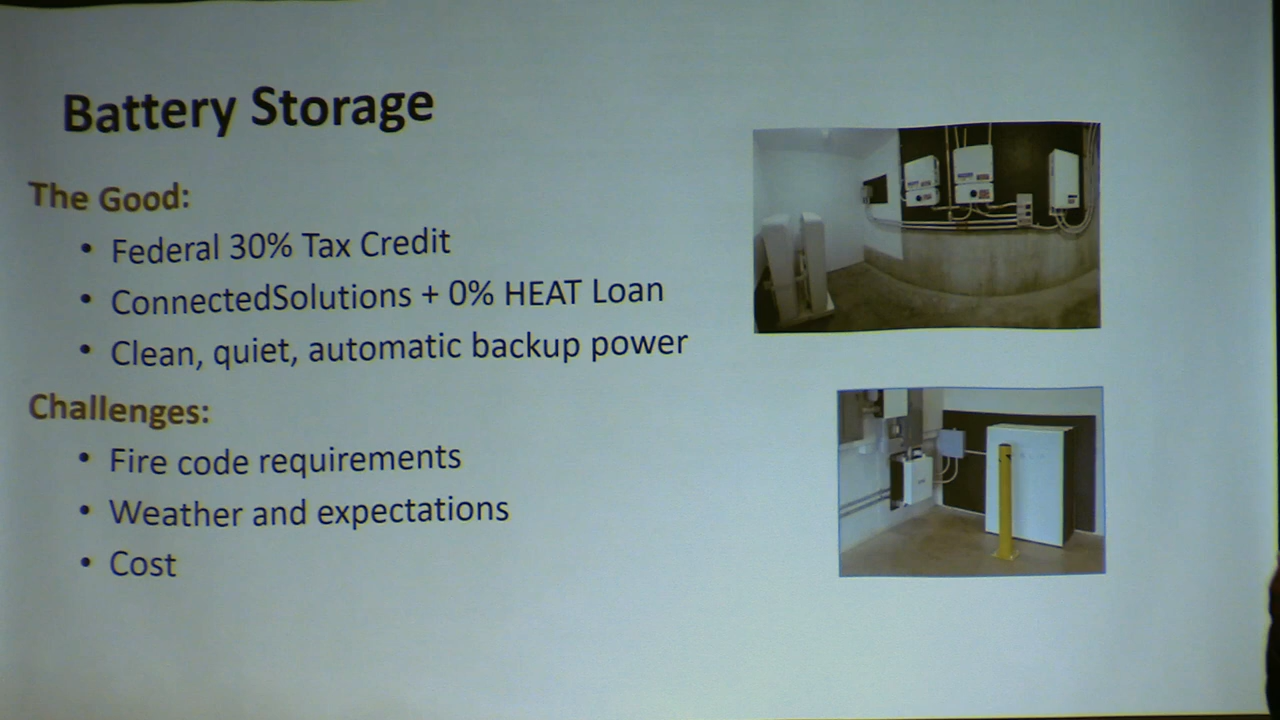 Battery Storage
The Good:
• Federal 30% Tax Credit
• ConnectedSolutions + 0% HEAT Loan
• Clean, quiet, automatic backup power
Challenges:
• Fire code requirements
• Weather and expectations
• Cost